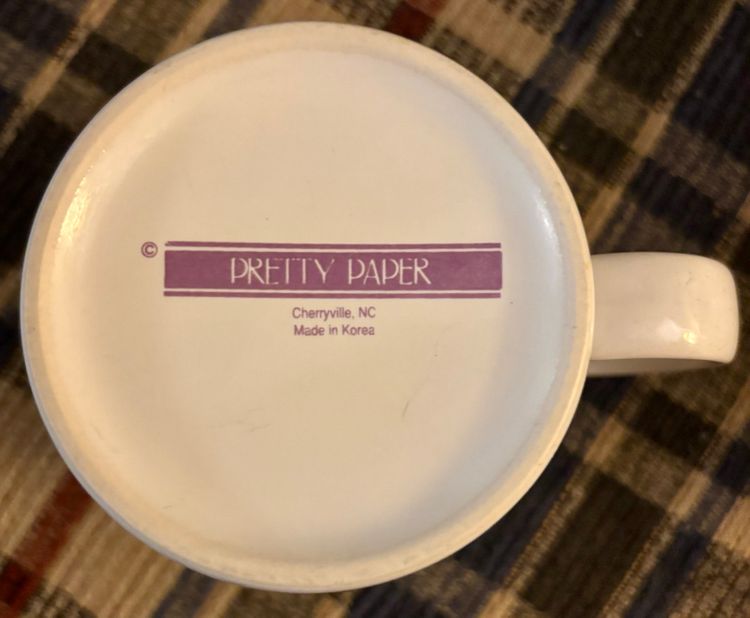 © PRETTY PAPER
Cherryville, NC
Made in Korea